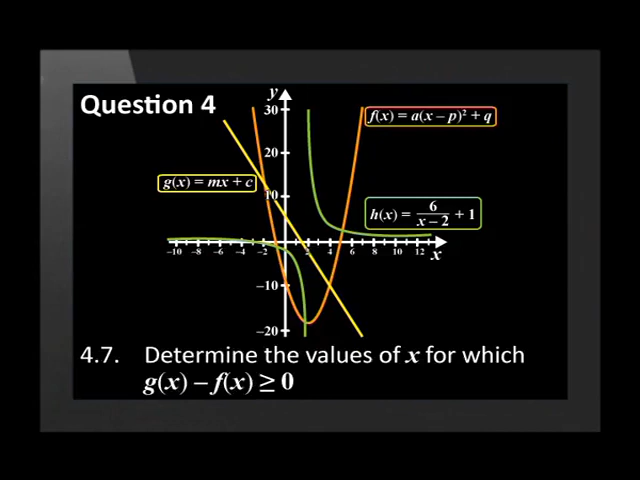 Question 4
y
30
f(x) = a(x – p)² + q
20
g(x) = mx + c
10
h(x) = 6/(x – 2) + 1
–10 –8 –6 –4 –2 2 4 6 8 10 12
x
–10
–20
4.7. Determine the values of x for which
g(x) – f(x) ≥ 0